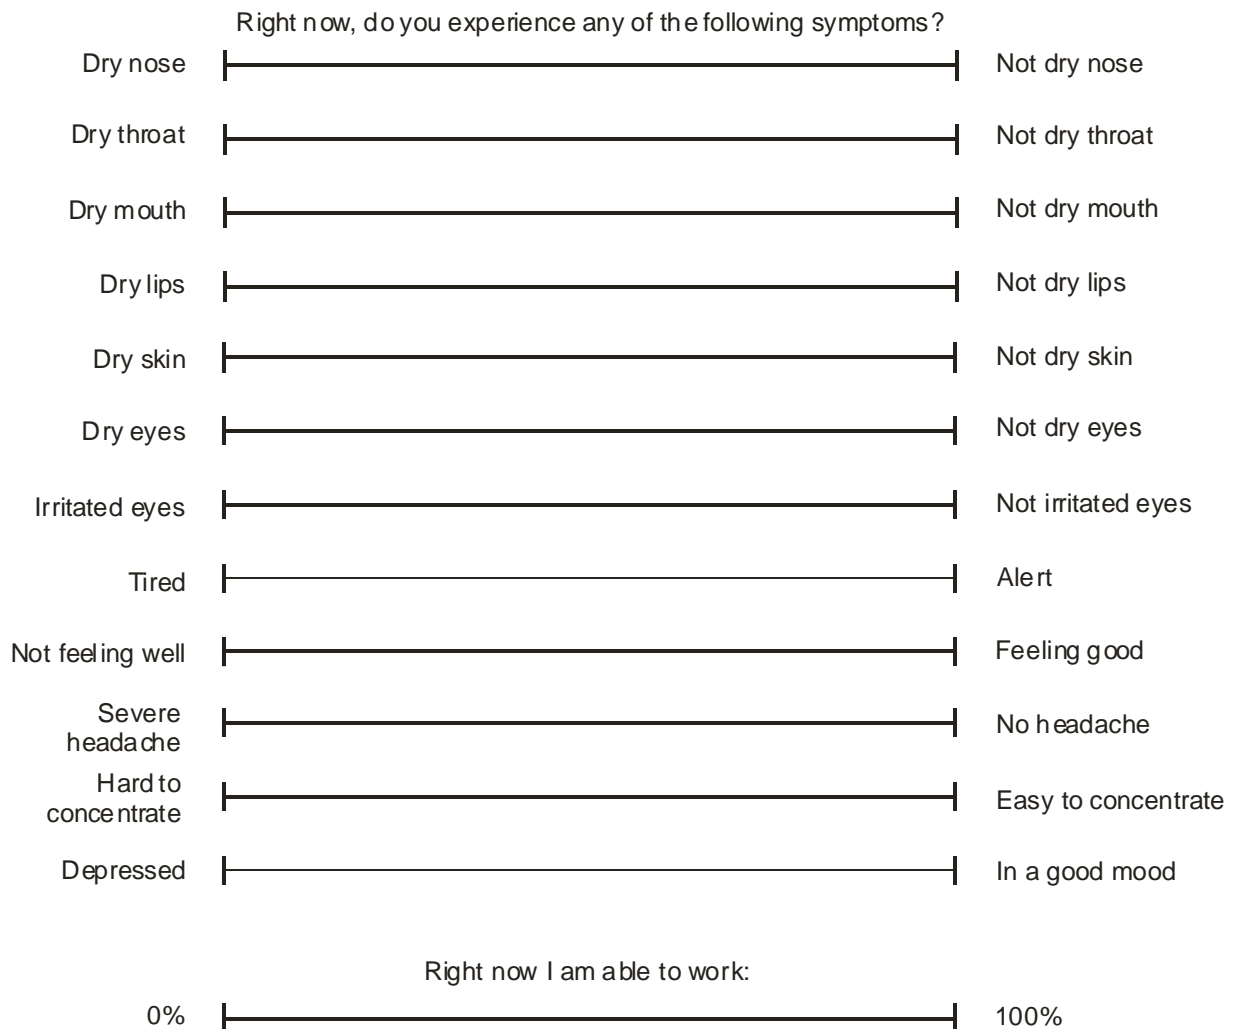 Right now, do you experience any of the following symptoms?
Dry nose Not dry nose
Dry throat Not dry throat
Dry mouth Not dry mouth
Dry lips Not dry lips
Dry skin Not dry skin
Dry eyes Not dry eyes
Irritated eyes Not irritated eyes
Tired Alert
Not feeling well Feeling good
Severe
headache No headache
Hard to
concentrate Easy to concentrate
Depressed In a good mood
Right now I am able to work:
0% 100%